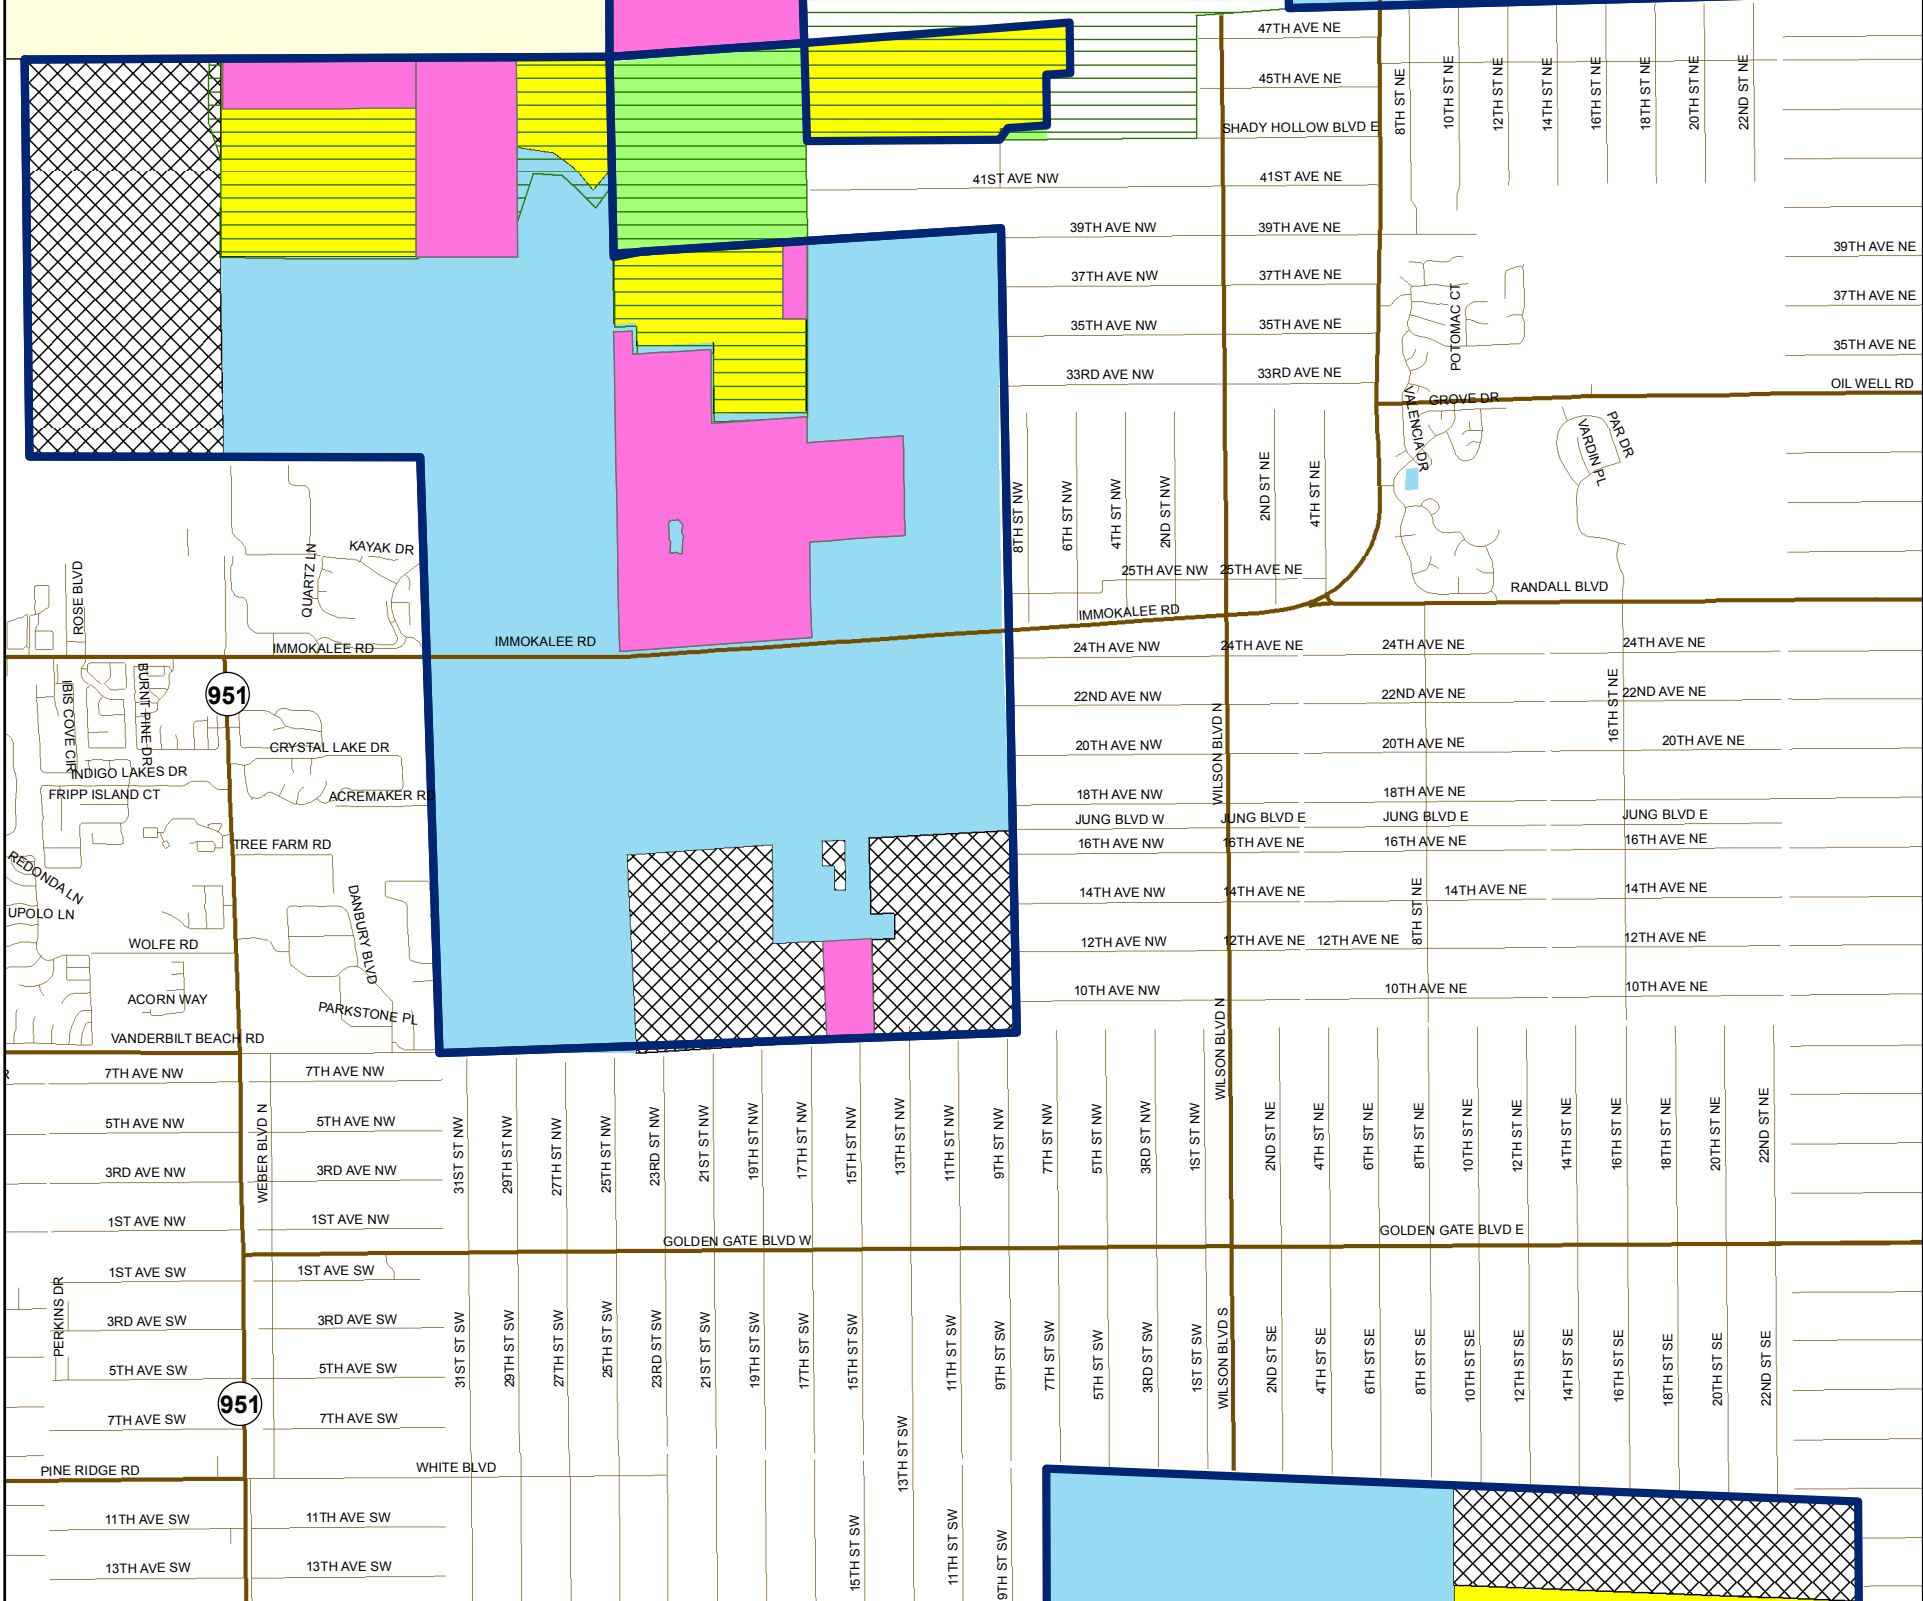 47TH AVE NE
45TH AVE NE
SHADY HOLLOW BLVD E
8TH ST NE
10TH ST NE
12TH ST NE
14TH ST NE
16TH ST NE
18TH ST NE
20TH ST NE
22ND ST NE
41ST AVE NW
41ST AVE NE
39TH AVE NW
39TH AVE NE
39TH AVE NE
37TH AVE NW
37TH AVE NE
37TH AVE NE
35TH AVE NW
35TH AVE NE
35TH AVE NE
POTOMAC CT
33RD AVE NW
33RD AVE NE
OIL WELL RD
GROVE DR
VALENCIA DR
PAR DR
VARDIN PL
8TH ST NW
6TH ST NW
4TH ST NW
2ND ST NW
2ND ST NE
4TH ST NE
KAYAK DR
QUARTZ LN
ROSE BLVD
25TH AVE NW
25TH AVE NE
RANDALL BLVD
IMMOKALEE RD
IMMOKALEE RD
IMMOKALEE RD
24TH AVE NW
24TH AVE NE
24TH AVE NE
24TH AVE NE
951
IBIS COVE CIR
BURNT PINE DR
22ND AVE NW
22ND AVE NE
22ND AVE NE
16TH ST NE
WILSON BLVD N
CRYSTAL LAKE DR
20TH AVE NW
20TH AVE NE
20TH AVE NE
INDIGO LAKES DR
FRIPP ISLAND CT
ACREMAKER RD
18TH AVE NW
18TH AVE NE
JUNG BLVD W
JUNG BLVD E
JUNG BLVD E
JUNG BLVD E
TREE FARM RD
16TH AVE NW
16TH AVE NE
16TH AVE NE
16TH AVE NE
REDONDA LN
UPOLO LN
DANBURY BLVD
14TH AVE NW
14TH AVE NE
14TH AVE NE
14TH AVE NE
8TH ST NE
WOLFE RD
12TH AVE NW
12TH AVE NE
12TH AVE NE
12TH AVE NE
ACORN WAY
PARKSTONE PL
10TH AVE NW
10TH AVE NE
10TH AVE NE
WILSON BLVD N
VANDERBILT BEACH RD
R
7TH AVE NW
7TH AVE NW
5TH AVE NW
5TH AVE NW
3RD AVE NW
3RD AVE NW
1ST AVE NW
1ST AVE NW
WEBER BLVD N
31ST ST NW
29TH ST NW
27TH ST NW
25TH ST NW
23RD ST NW
21ST ST NW
19TH ST NW
17TH ST NW
15TH ST NW
13TH ST NW
11TH ST NW
9TH ST NW
7TH ST NW
5TH ST NW
3RD ST NW
1ST ST NW
2ND ST NE
4TH ST NE
6TH ST NE
8TH ST NE
10TH ST NE
12TH ST NE
14TH ST NE
16TH ST NE
18TH ST NE
20TH ST NE
22ND ST NE
GOLDEN GATE BLVD W
GOLDEN GATE BLVD E
1ST AVE SW
1ST AVE SW
PERKINS DR
3RD AVE SW
3RD AVE SW
5TH AVE SW
5TH AVE SW
951
7TH AVE SW
7TH AVE SW
31ST ST SW
29TH ST SW
27TH ST SW
25TH ST SW
23RD ST SW
21ST ST SW
19TH ST SW
17TH ST SW
15TH ST SW
11TH ST SW
9TH ST SW
7TH ST SW
5TH ST SW
3RD ST SW
1ST ST SW
WILSON BLVD S
2ND ST SE
4TH ST SE
6TH ST SE
8TH ST SE
10TH ST SE
12TH ST SE
14TH ST SE
16TH ST SE
18TH ST SE
20TH ST SE
22ND ST SE
13TH ST SW
PINE RIDGE RD
WHITE BLVD
11TH AVE SW
11TH AVE SW
13TH AVE SW
13TH AVE SW
15TH ST SW
11TH ST SW
9TH ST SW